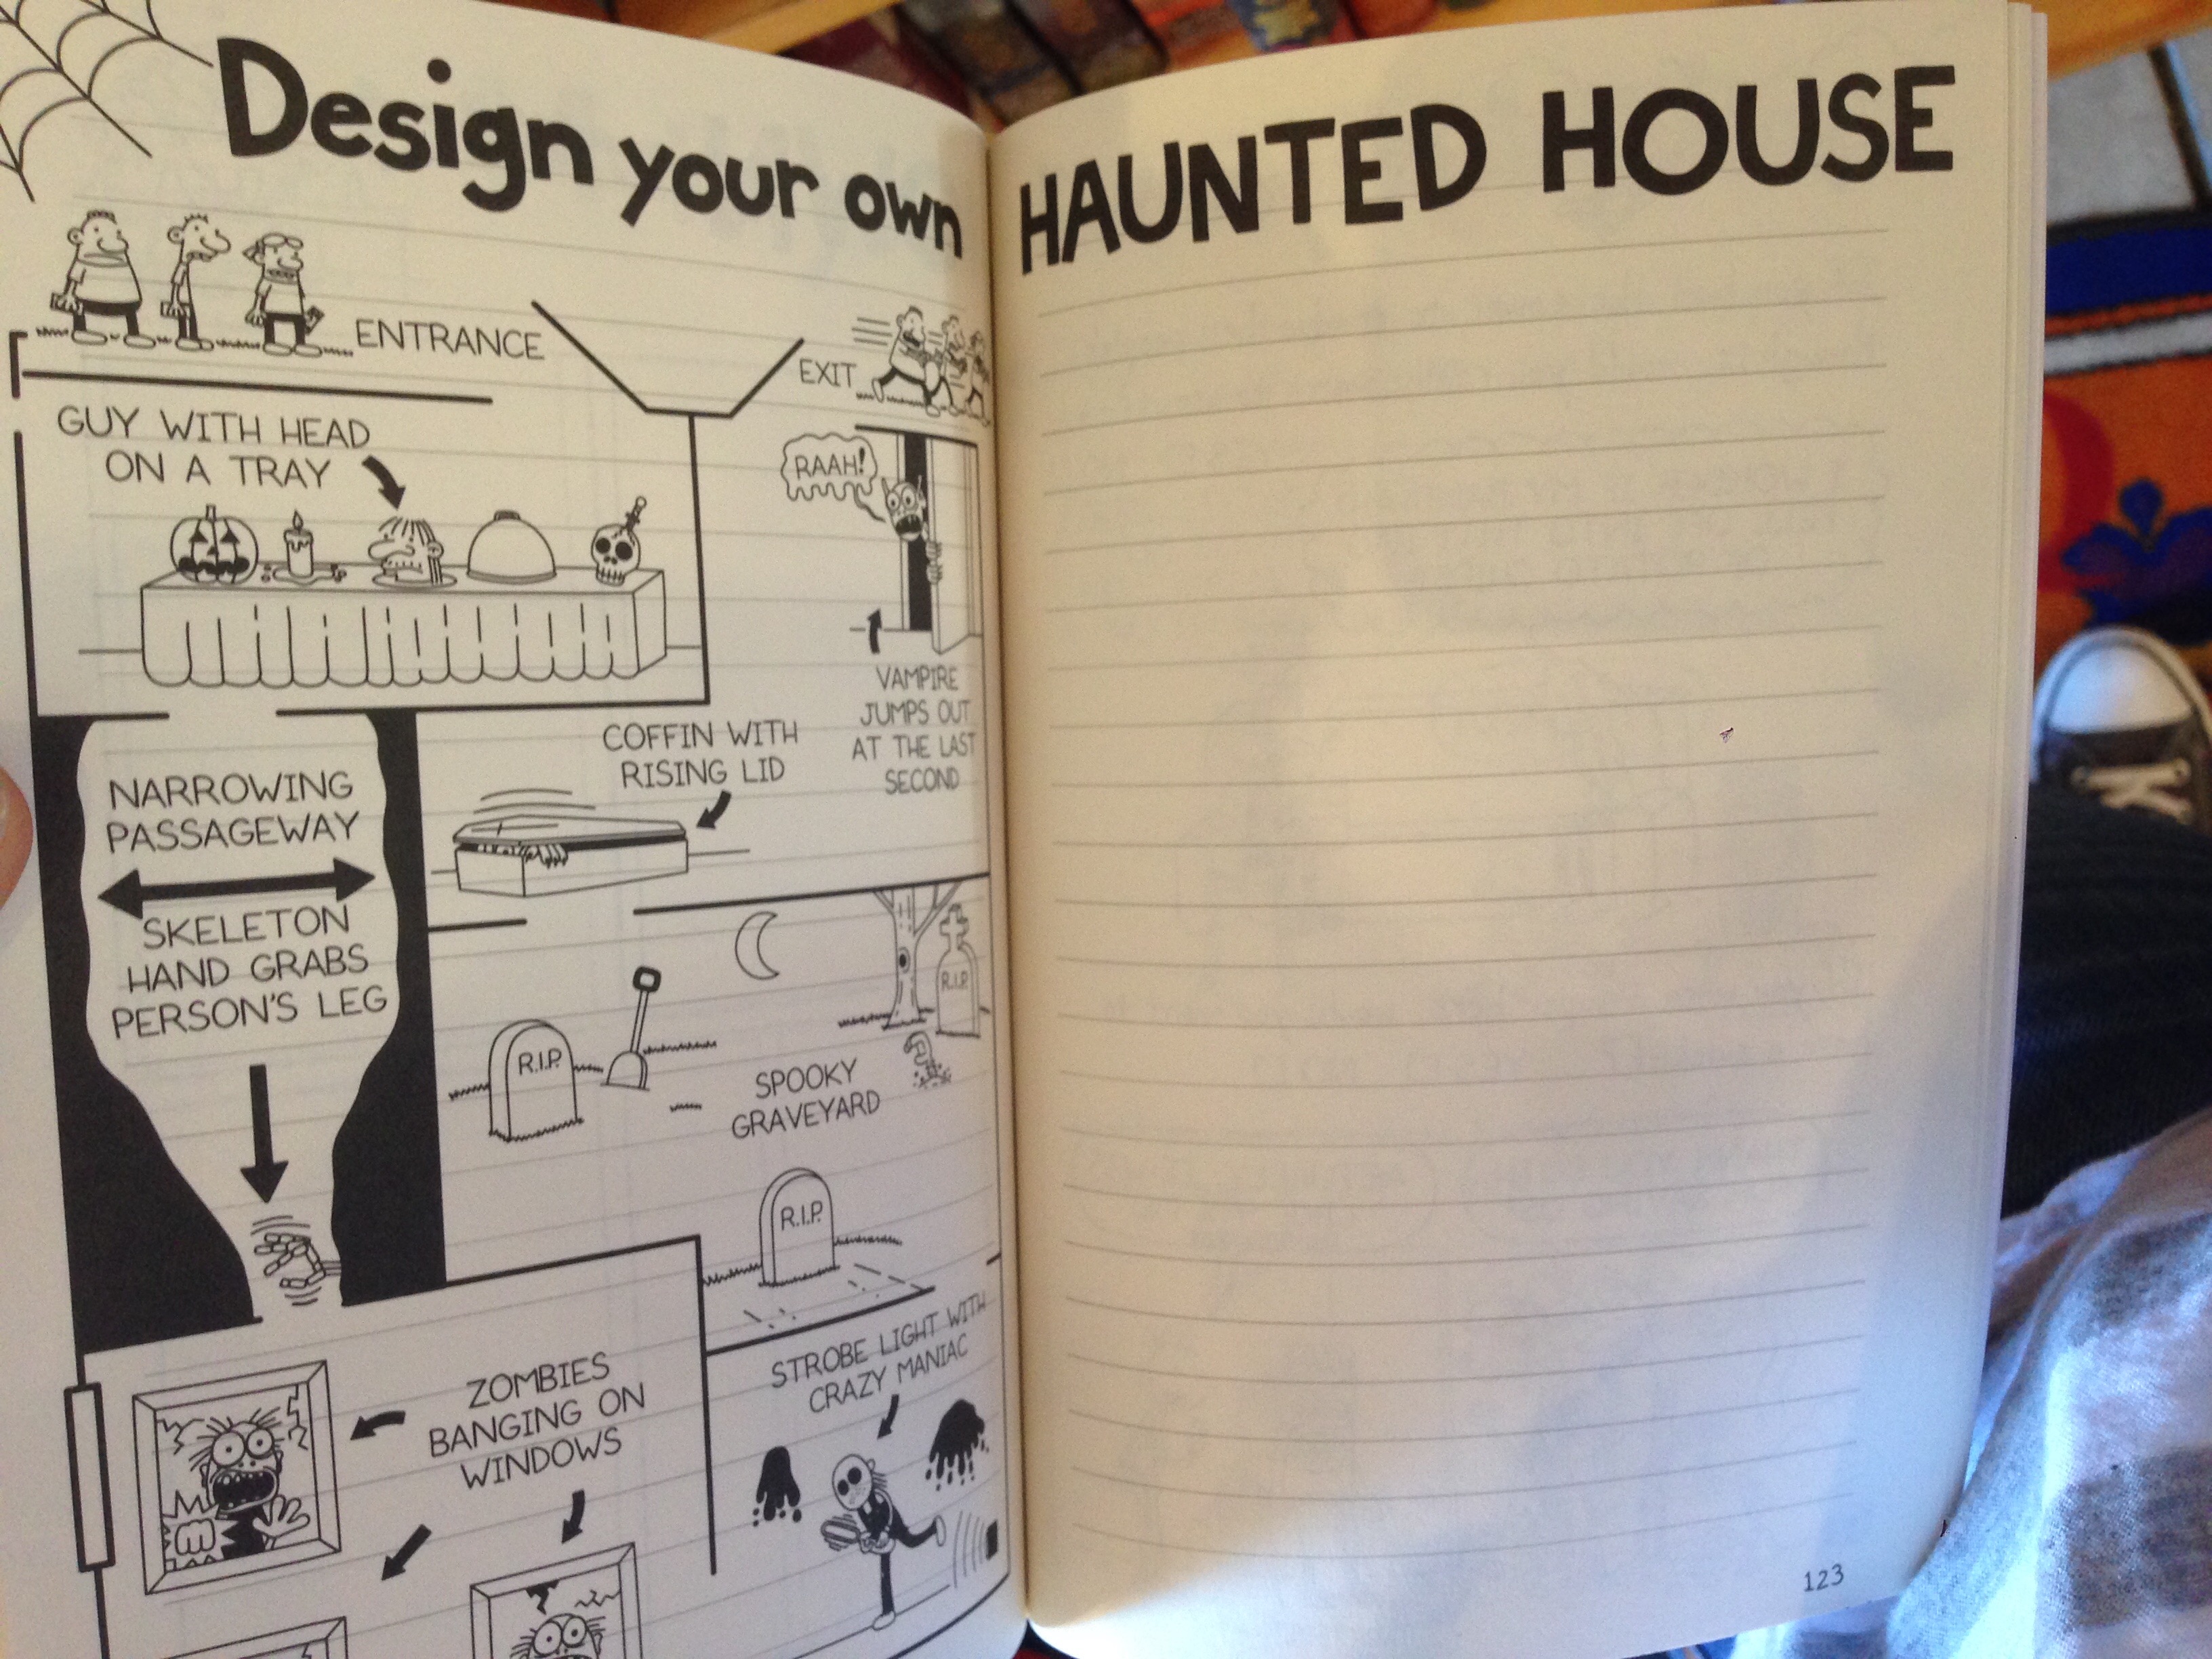 Design your own
HAUNTED HOUSE
ENTRANCE
EXIT
GUY WITH HEAD
ON A TRAY
RAAH!
VAMPIRE
JUMPS OUT
AT THE LAST
SECOND
COFFIN WITH
RISING LID
NARROWING
PASSAGEWAY
SKELETON
HAND GRABS
PERSON'S LEG
R.I.P.
R.I.P.
SPOOKY
GRAVEYARD
R.I.P.
ZOMBIES
BANGING ON
WINDOWS
STROBE LIGHT WITH
CRAZY MANIAC
123